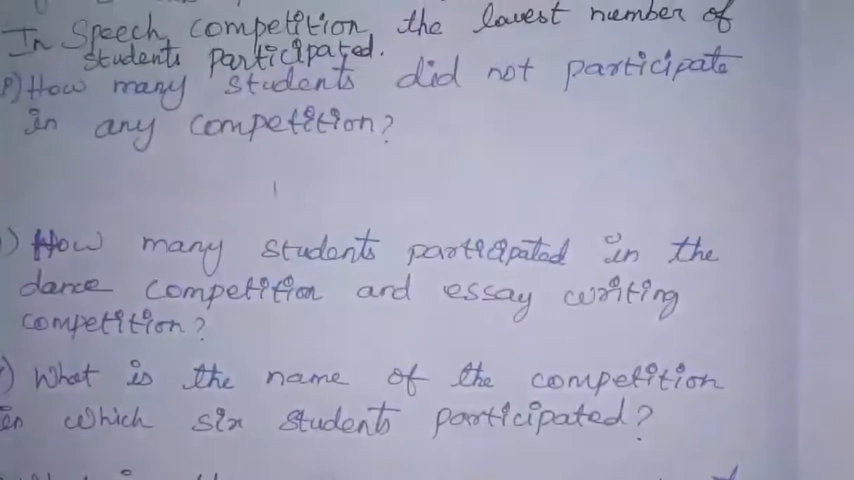 In Speech competition, the lowest number of
students participated.
P) How many students did not participate
in any competition?
) How many students participated in the
dance competition and essay writing
competition?
) What is the name of the competition
in which six students participated?